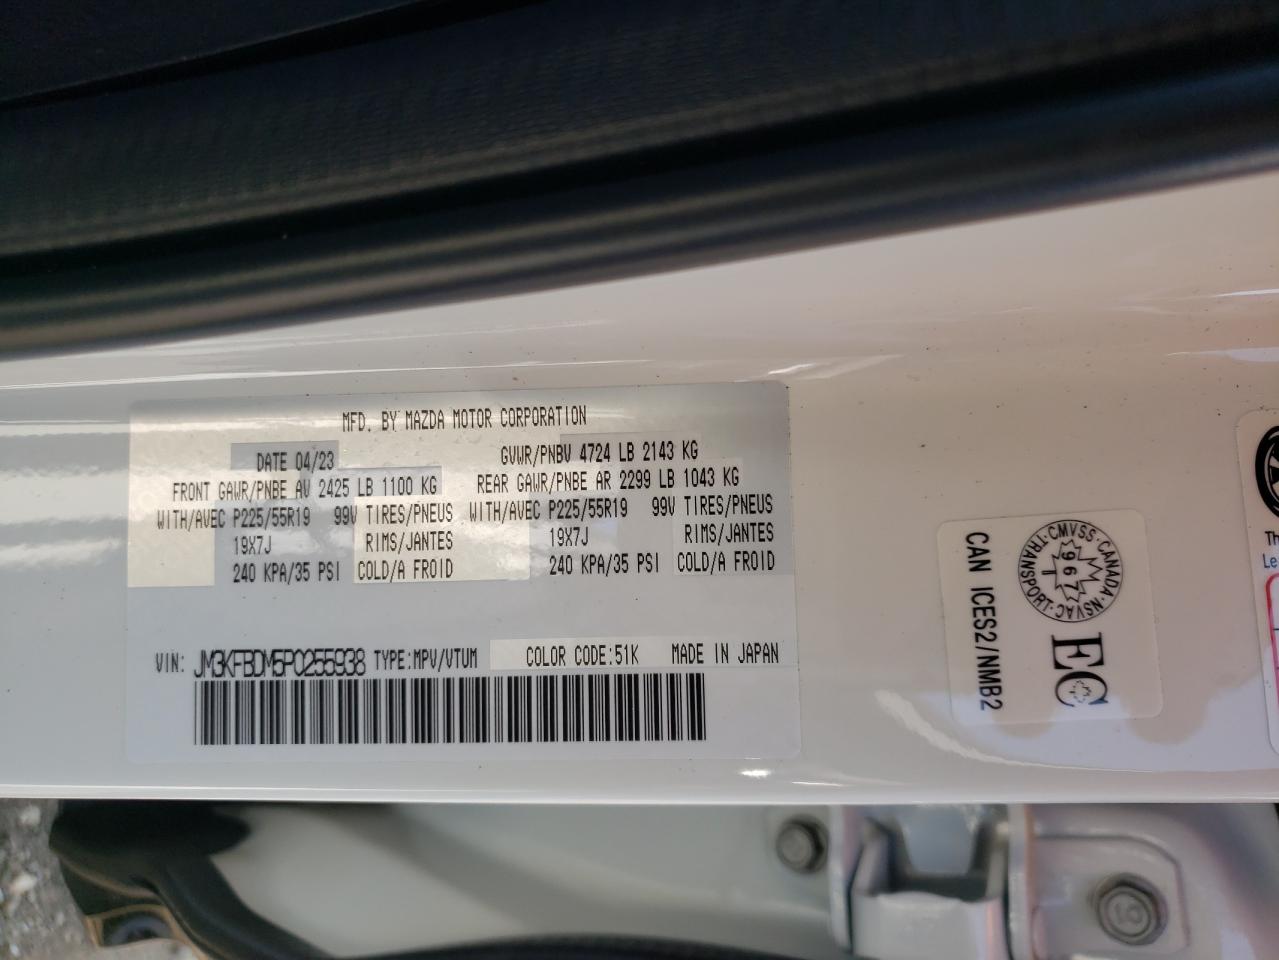 MFD. BY MAZDA MOTOR CORPORATION
DATE 04/23 GVWR/PNBV 4724 LB 2143 KG
FRONT GAWR/PNBE AV 2425 LB 1100 KG REAR GAWR/PNBE AR 2299 LB 1043 KG
WITH/AVEC P225/55R19 99V TIRES/PNEUS WITH/AVEC P225/55R19 99V TIRES/PNEUS
19X7J RIMS/JANTES 19X7J RIMS/JANTES
240 KPA/35 PSI COLD/A FROID 240 KPA/35 PSI COLD/A FROID
VIN: JM3KFBDM5P0255938 TYPE:MPV/VTUM COLOR CODE:51K MADE IN JAPAN
CAN ICES2/NMB2
TRANSPORT·CMVSS·CANADA·NSVAC
967
EC
Th
Le
10